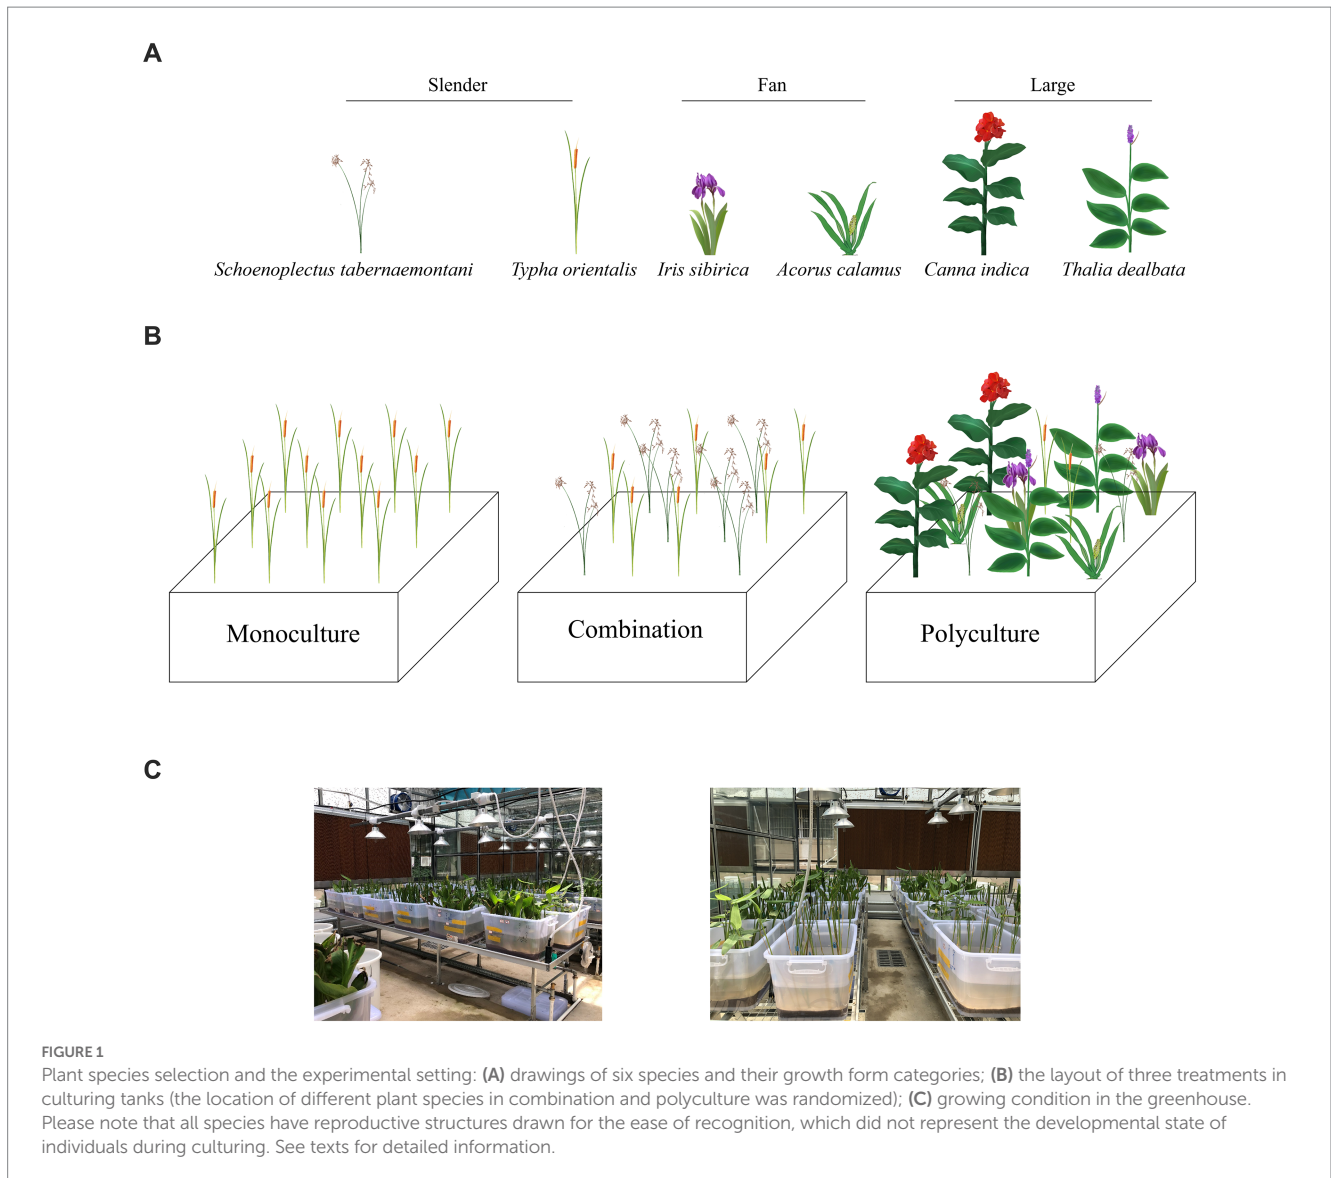 A
Slender Fan Large
Schoenoplectus tabernaemontani Typha orientalis Iris sibirica Acorus calamus Canna indica Thalia dealbata
B
Monoculture Combination Polyculture
C
FIGURE 1
Plant species selection and the experimental setting: (A) drawings of six species and their growth form categories; (B) the layout of three treatments in
culturing tanks (the location of different plant species in combination and polyculture was randomized); (C) growing condition in the greenhouse.
Please note that all species have reproductive structures drawn for the ease of recognition, which did not represent the developmental state of
individuals during culturing. See texts for detailed information.